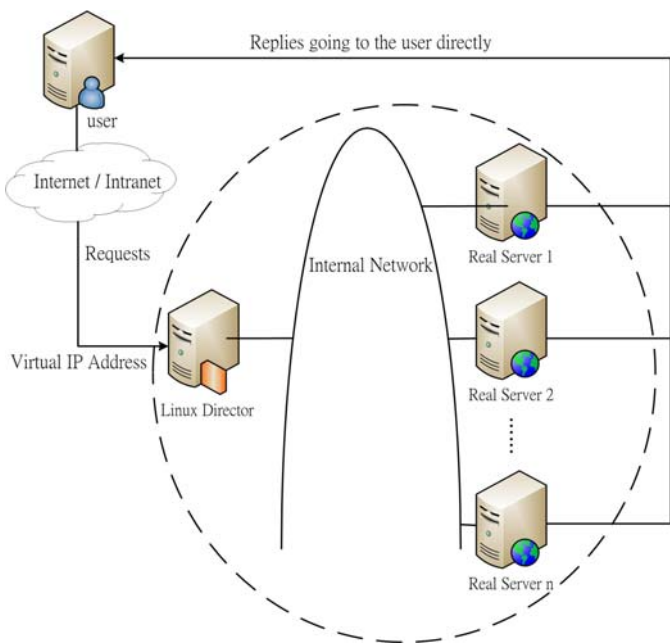 Replies going to the user directly
user
Internet / Intranet
Requests
Virtual IP Address
Linux Director
Internal Network
Real Server 1
Real Server 2
Real Server n